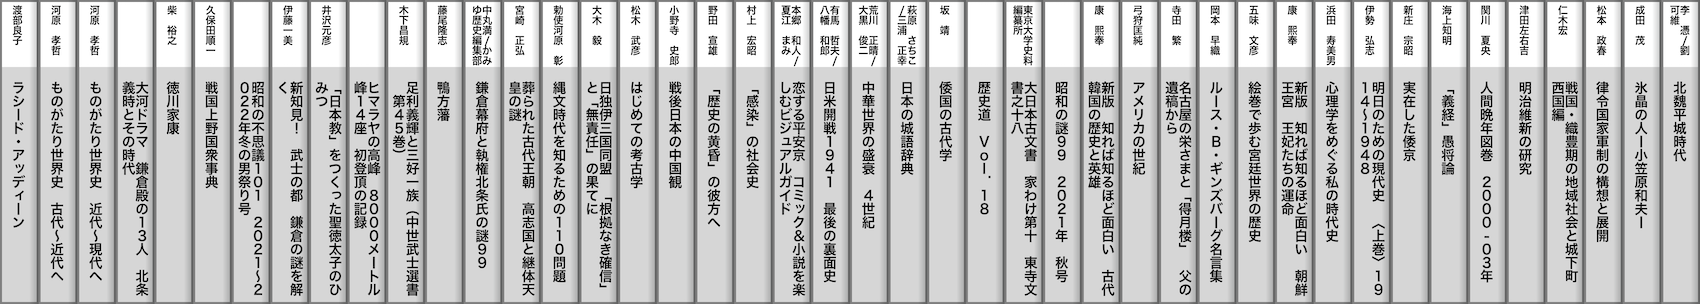 李 憑/劉
可維
北魏平城時代
成田 茂
氷晶の人ー小笠原和夫ー
松本 政春
律令国家軍制の構想と展開
仁木宏
戦国・織豊期の地域社会と城下町
西国編
津田左右吉
明治維新の研究
関川 夏央
人間晩年図巻 2000-03年
海上知明
「義経」愚将論
新庄 宗昭
実在した倭京
伊勢 弘志
明日のための現代史 〈上巻〉19
14〜1948
浜田 寿美男
心理学をめぐる私の時代史
康 熙奉
新版 知れば知るほど面白い 朝鮮
王宮 王妃たちの運命
五味 文彦
絵巻で歩む宮廷世界の歴史
岡本 早織
ルース・B・ギンズバーグ名言集
寺田 繁
名古屋の栄さまと「得月楼」 父の
遺稿から
弓狩匡純
アメリカの世紀
康 熙奉
新版 知れば知るほど面白い 古代
韓国の歴史と英雄
昭和の謎99 2021年 秋号
東京大学史料
編纂所
大日本古文書 家わけ第十 東寺文
書之十八
歴史道 Vol.18
坂 靖
倭国の古代学
萩原 さちこ
/三浦 正幸
日本の城語辞典
荒川 正晴/
大黒 俊二
中華世界の盛衰 4世紀
有馬 哲夫/
八幡 和郎
日米開戦1941 最後の裏面史
本郷 和人/
夏江 まみ
恋する平安京 コミック＆小説を楽
しむビジュアルガイド
村上 宏昭
「感染」の社会史
野田 宣雄
「歴史の黄昏」の彼方へ
小野寺 史郎
戦後日本の中国観
松木 武彦
はじめての考古学
大木 毅
日独伊三国同盟 「根拠なき確信」
と「無責任」の果てに
勅使河原 彰
縄文時代を知るための110問題
宮崎 正弘
葬られた古代王朝 高志国と継体天
皇の謎
中丸満/かみ
ゆ歴史編集部
鎌倉幕府と執権北条氏の謎99
藤尾隆志
鴨方藩
木下昌規
足利義輝と三好一族（中世武士選書
第45巻）
ヒマラヤの高峰 8000メートル
峰14座 初登頂の記録
井沢元彦
「日本教」をつくった聖徳太子のひ
みつ
伊藤一美
新知見！ 武士の都 鎌倉の謎を解
く
昭和の不思議101 2021〜2
022年冬の男祭り号
久保田順一
戦国上野国衆事典
柴 裕之
徳川家康
大河ドラマ 鎌倉殿の13人 北条
義時とその時代
河原 孝哲
ものがたり世界史 近代〜現代へ
河原 孝哲
ものがたり世界史 古代〜近代へ
渡部良子
ラシード・アッディーン